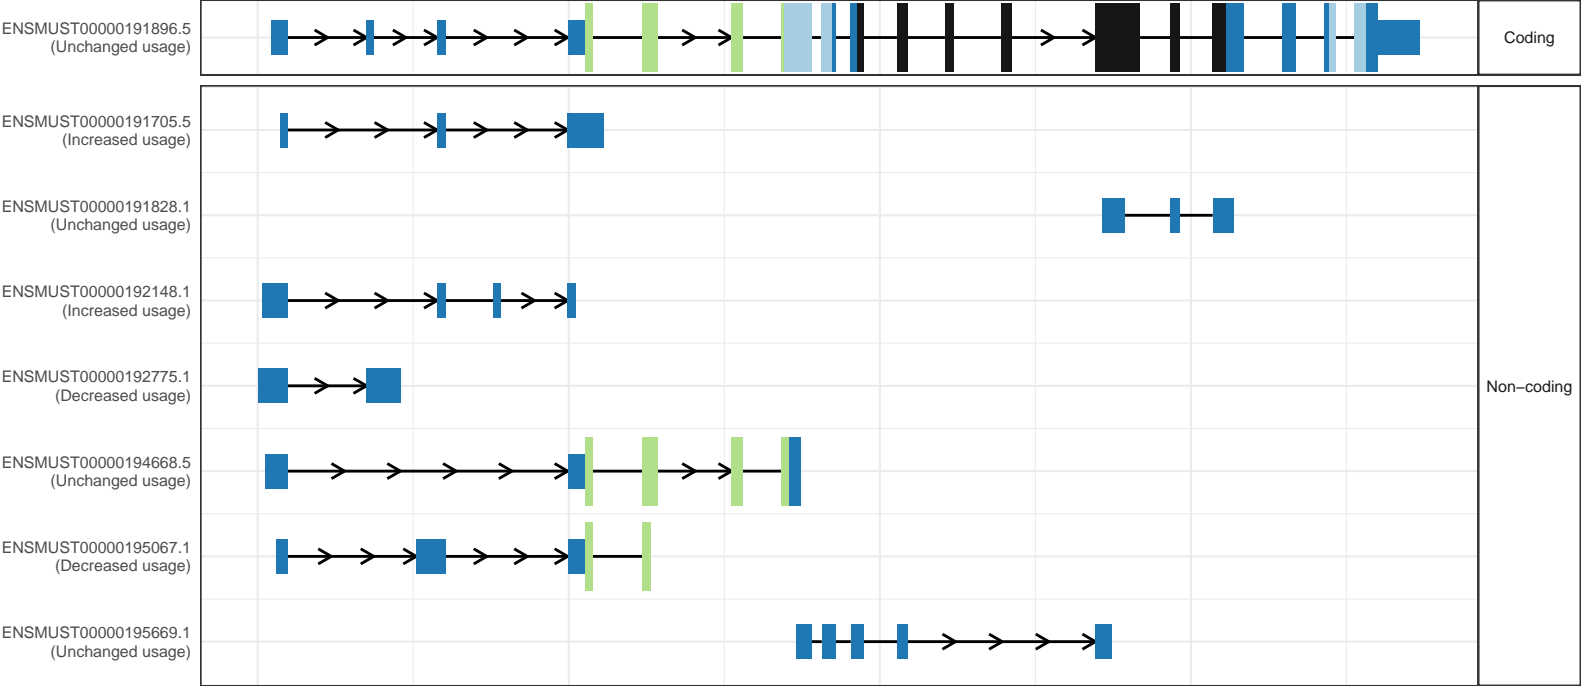 ENSMUST00000191896.5
(Unchanged usage)
Coding
ENSMUST00000191705.5
(Increased usage)
ENSMUST00000191828.1
(Unchanged usage)
ENSMUST00000192148.1
(Increased usage)
ENSMUST00000192775.1
(Decreased usage)
Non−coding
ENSMUST00000194668.5
(Unchanged usage)
ENSMUST00000195067.1
(Decreased usage)
ENSMUST00000195669.1
(Unchanged usage)